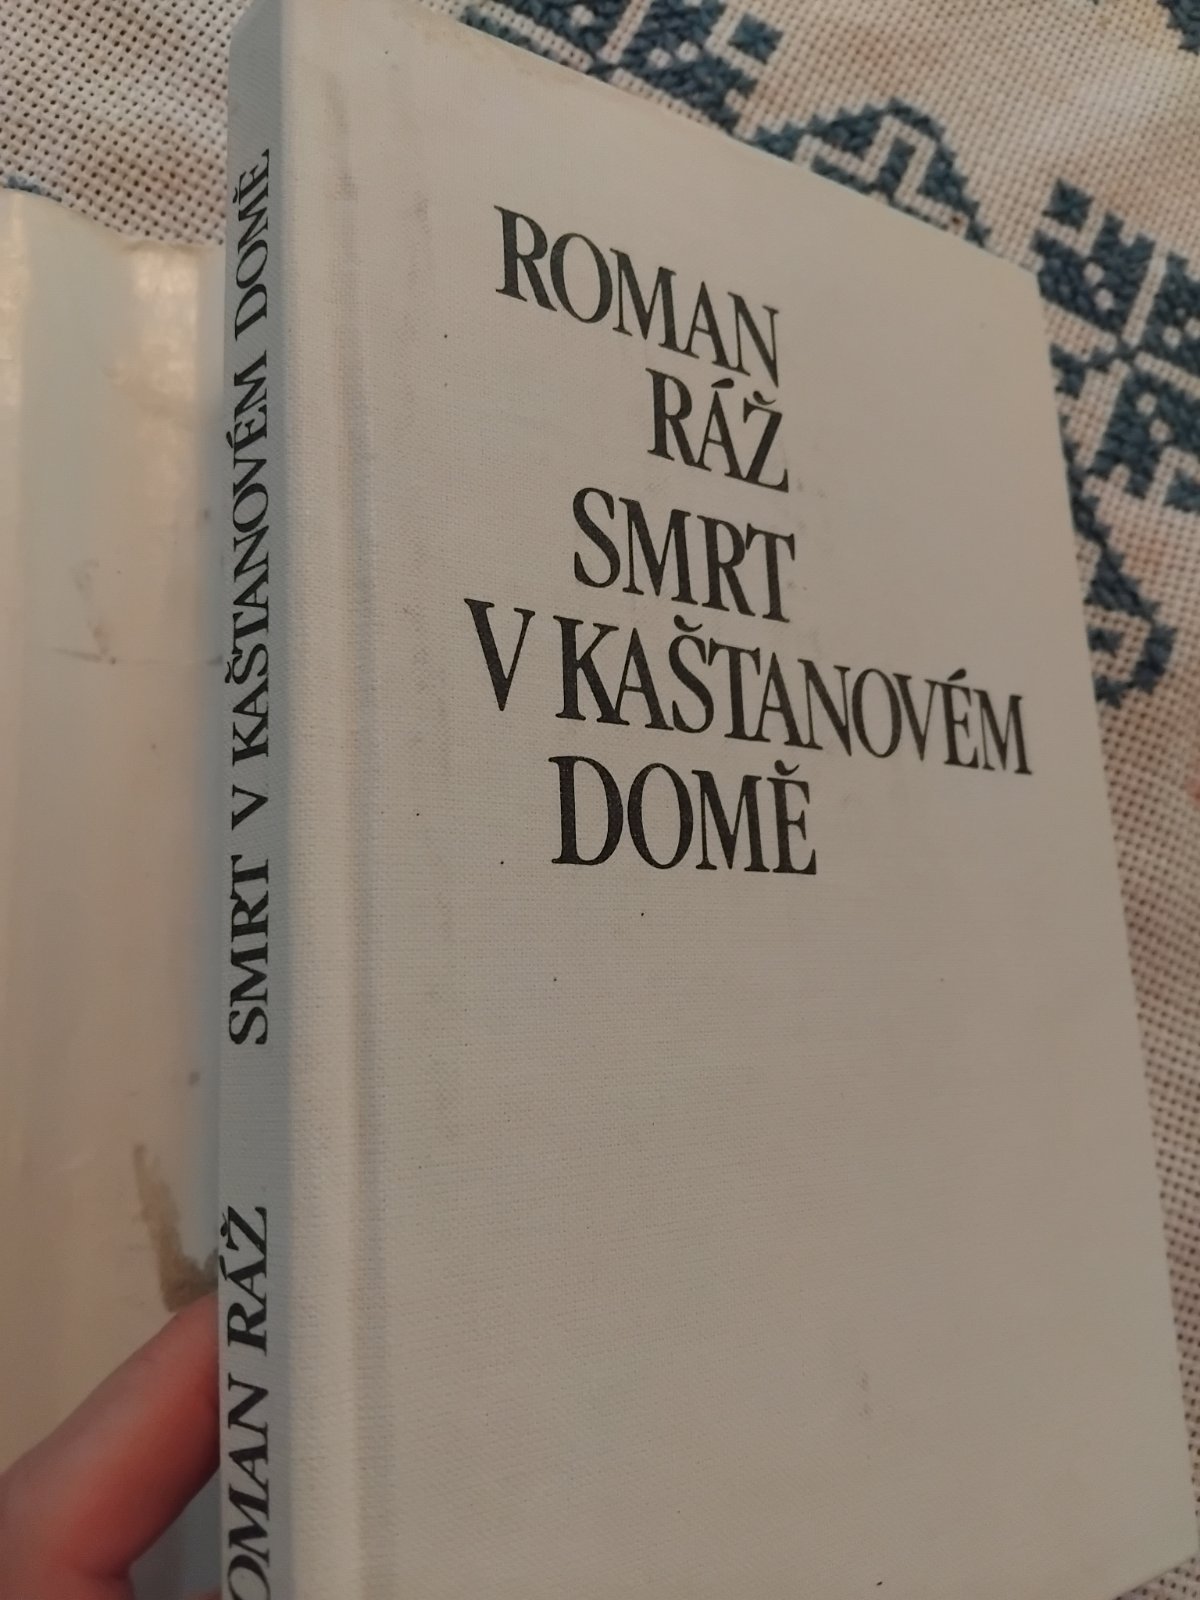 ROMAN
RÁŽ
SMRT
V KAŠTANOVÉM
DOMĚ
ROMAN RÁŽ SMRT V KAŠTANOVÉM DOMĚ